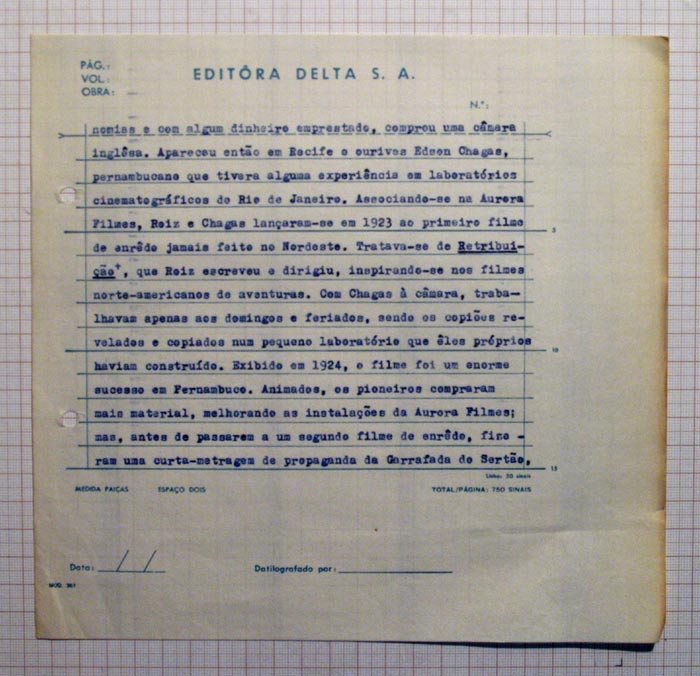 PÁG.:
VOL.:
OBRA:
EDITÔRA DELTA S. A.
N.º:
nomias e com algum dinheiro emprestado, comprou uma câmara
inglêsa. Apareceu então em Recife o ourives Edson Chagas,
pernambucano que tivera alguma experiência em laboratórios
cinematográficos do Rio de Janeiro. Associando-se na Aurora
Filmes, Roiz e Chagas lançaram-se em 1923 ao primeiro filme
5
de enrêdo jamais feito no Nordeste. Tratava-se de Retribui-
ção+, que Roiz escreveu e dirigiu, inspirando-se nos filmes
norte-americanos de aventuras. Com Chagas à câmara, traba-
lhavam apenas aos domingos e feriados, sendo os copiões re-
velados e copiados num pequeno laboratório que êles próprios
10
haviam construído. Exibido em 1924, o filme foi um enorme
sucesso em Pernambuco. Animados, os pioneiros compraram
mais material, melhorando as instalações da Aurora Filmes;
mas, antes de passarem a um segundo filme de enrêdo, fize -
ram uma curta-metragem de propaganda da Garrafada do Sertão,
15
Linha: 50 sinais
MEDIDA PAICAS ESPAÇO DOIS TOTAL/PÁGINA: 750 SINAIS
Data: / / Datilografado por:
MOD. 361